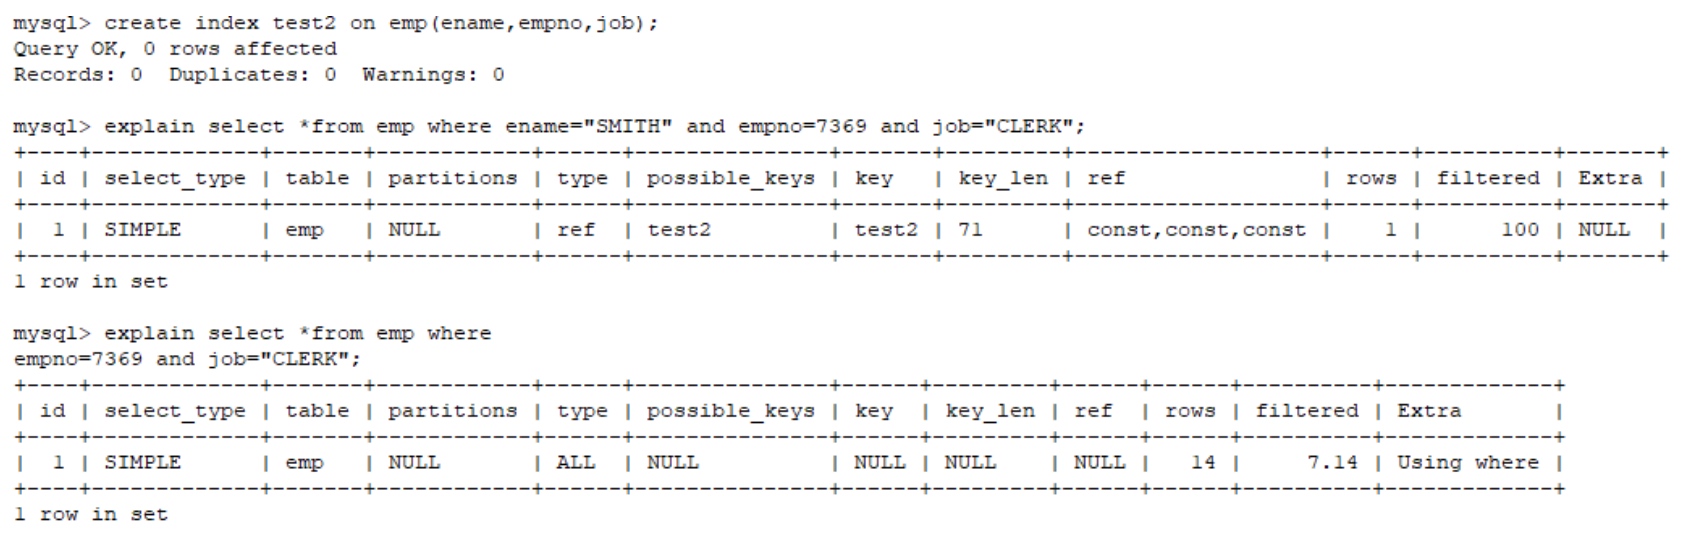 mysql> create index test2 on emp(ename,empno,job);
Query OK, 0 rows affected
Records: 0  Duplicates: 0  Warnings: 0
mysql> explain select *from emp where ename="SMITH" and empno=7369 and job="CLERK";
+----+-------------+-------+------------+------+---------------+-------+---------+-------------------+------+----------+-------+
| id | select_type | table | partitions | type | possible_keys | key   | key_len | ref               | rows | filtered | Extra |
+----+-------------+-------+------------+------+---------------+-------+---------+-------------------+------+----------+-------+
|  1 | SIMPLE      | emp   | NULL       | ref  | test2         | test2 | 71      | const,const,const |    1 |      100 | NULL  |
+----+-------------+-------+------------+------+---------------+-------+---------+-------------------+------+----------+-------+
1 row in set
mysql> explain select *from emp where
empno=7369 and job="CLERK";
+----+-------------+-------+------------+------+---------------+------+---------+------+------+----------+-------------+
| id | select_type | table | partitions | type | possible_keys | key  | key_len | ref  | rows | filtered | Extra       |
+----+-------------+-------+------------+------+---------------+------+---------+------+------+----------+-------------+
|  1 | SIMPLE      | emp   | NULL       | ALL  | NULL          | NULL | NULL    | NULL |   14 |     7.14 | Using where |
+----+-------------+-------+------------+------+---------------+------+---------+------+------+----------+-------------+
1 row in set